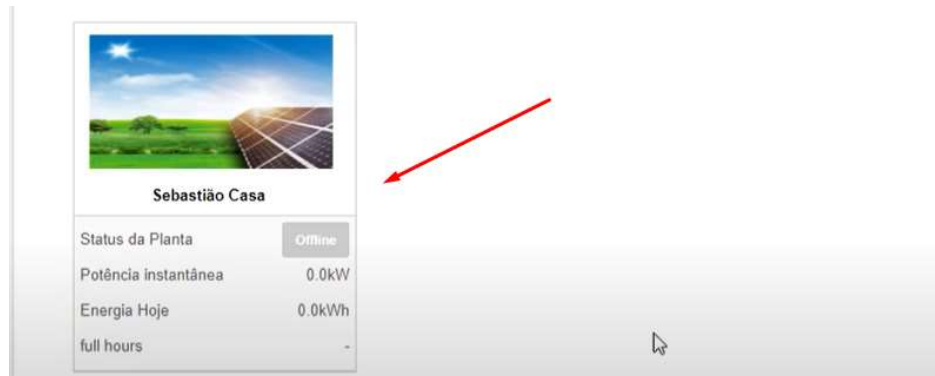 Sebastião Casa
Status da Planta Offline
Potência instantânea 0.0kW
Energia Hoje 0.0kWh
full hours -